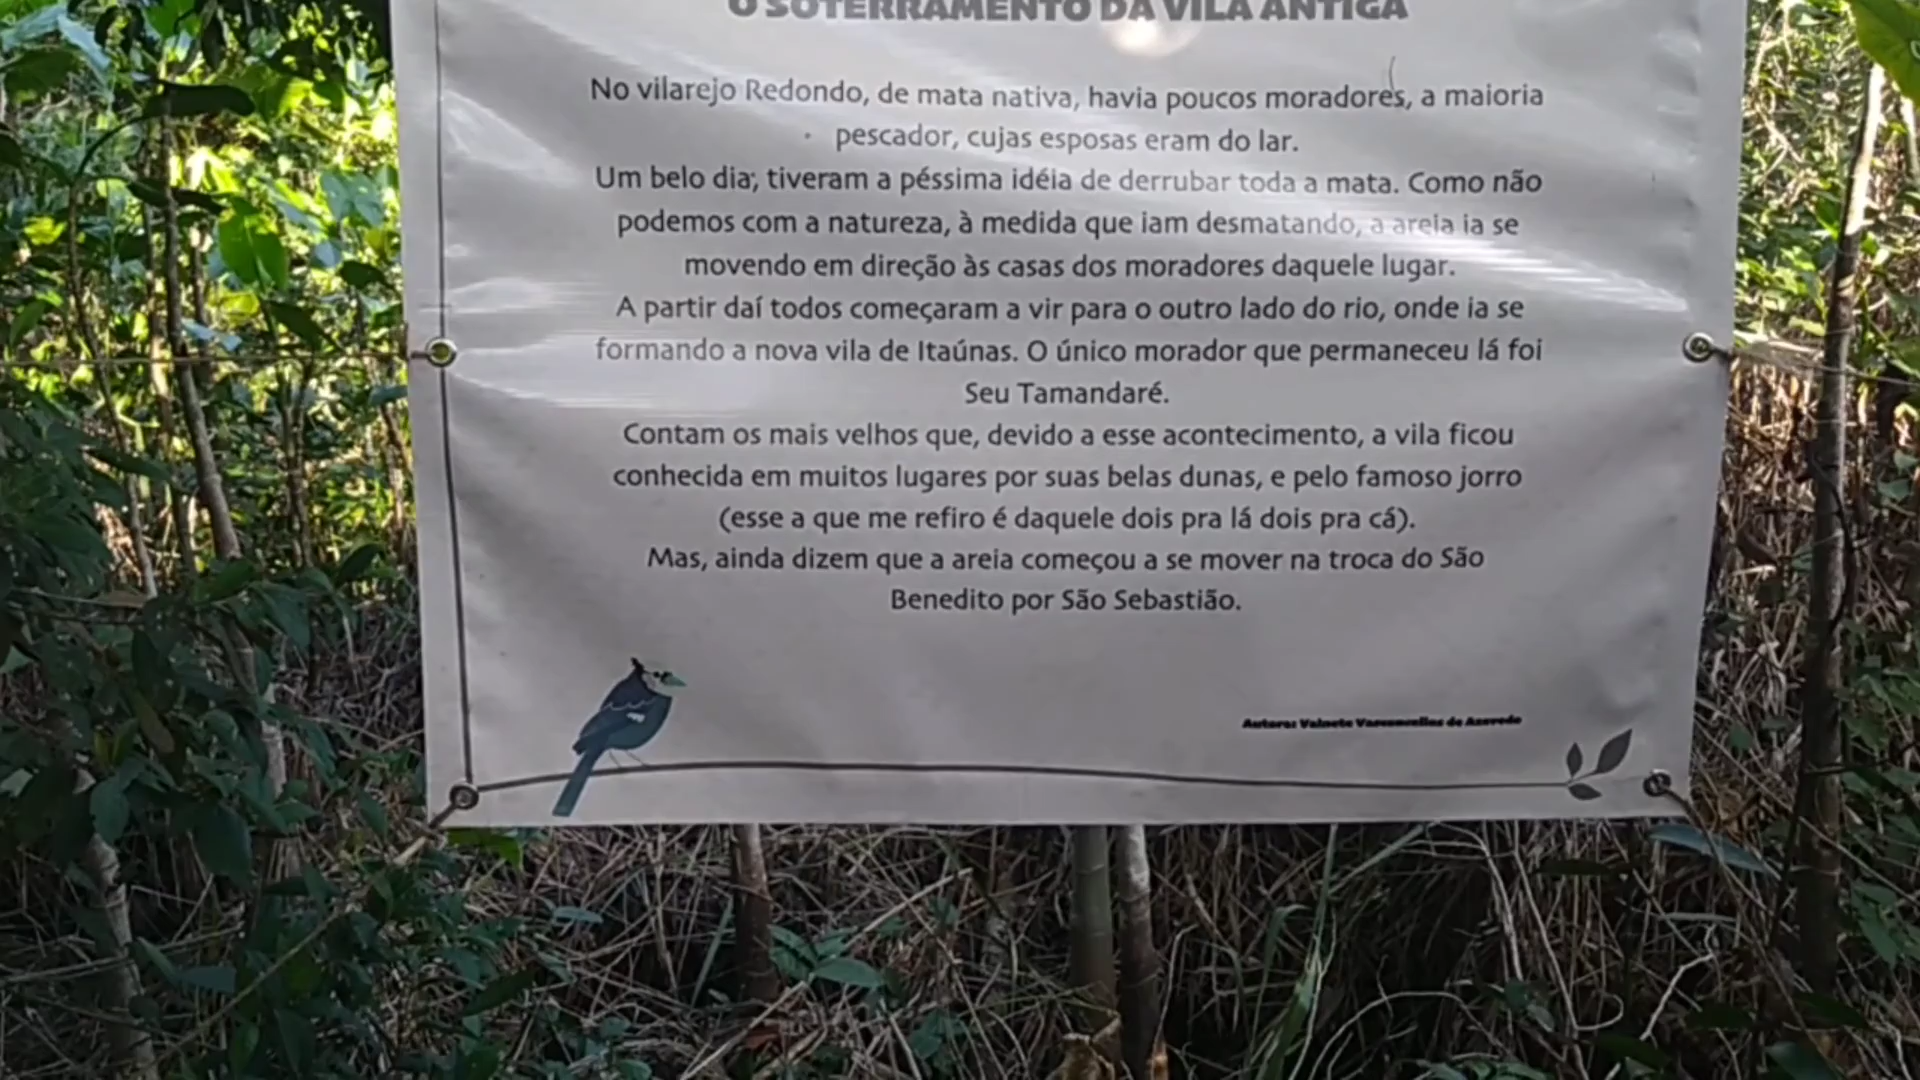 O SOTERRAMENTO DA VILA ANTIGA
No vilarejo Redondo, de mata nativa, havia poucos moradores, a maioria
pescador, cujas esposas eram do lar.
Um belo dia, tiveram a péssima idéia de derrubar toda a mata. Como não
podemos com a natureza, à medida que iam desmatando, a areia ia se
movendo em direção às casas dos moradores daquele lugar.
A partir daí todos começaram a vir para o outro lado do rio, onde ia se
formando a nova vila de Itaúnas. O único morador que permaneceu lá foi
Seu Tamandaré.
Contam os mais velhos que, devido a esse acontecimento, a vila ficou
conhecida em muitos lugares por suas belas dunas, e pelo famoso jorro
(esse a que me refiro é daquele dois pra lá dois pra cá).
Mas, ainda dizem que a areia começou a se mover na troca do São
Benedito por São Sebastião.
Autora: Valnete Vasconcellos de Azevedo